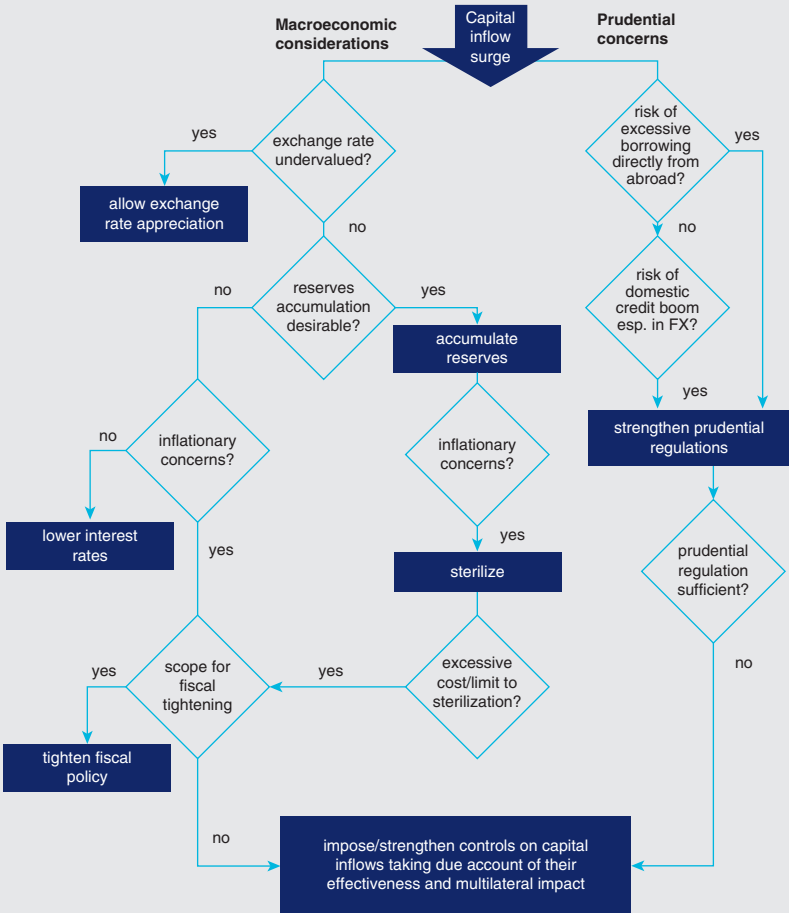 Macroeconomic
considerations
Capital
inflow
surge
Prudential
concerns
yes
exchange rate
undervalued?
risk of
excessive
borrowing
directly from
abroad?
yes
allow exchange
rate appreciation
no
no
no
reserves
accumulation
desirable?
yes
risk of
domestic
credit boom
esp. in FX?
accumulate
reserves
yes
no
inflationary
concerns?
inflationary
concerns?
strengthen prudential
regulations
lower interest
rates
yes
yes
sterilize
prudential
regulation
sufficient?
yes
scope for
fiscal
tightening
yes
excessive
cost/limit to
sterilization?
no
tighten fiscal
policy
no
impose/strengthen controls on capital
inflows taking due account of their
effectiveness and multilateral impact